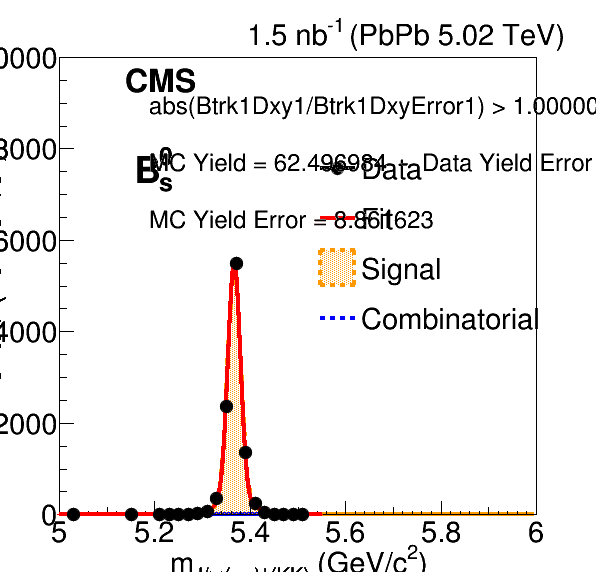 1.5 nb⁻¹ (PbPb 5.02 TeV)
CMS
abs(Btrk1Dxy1/Btrk1DxyError1) > 1.00000
MC Yield = 62.496984
Data Yield Error
B⁰s
Data
MC Yield Error = 8.861623
Fit
Signal
Combinatorial
0000
8000
6000
4000
2000
0
5 5.2 5.4 5.6 5.8 6
(GeV/c²)